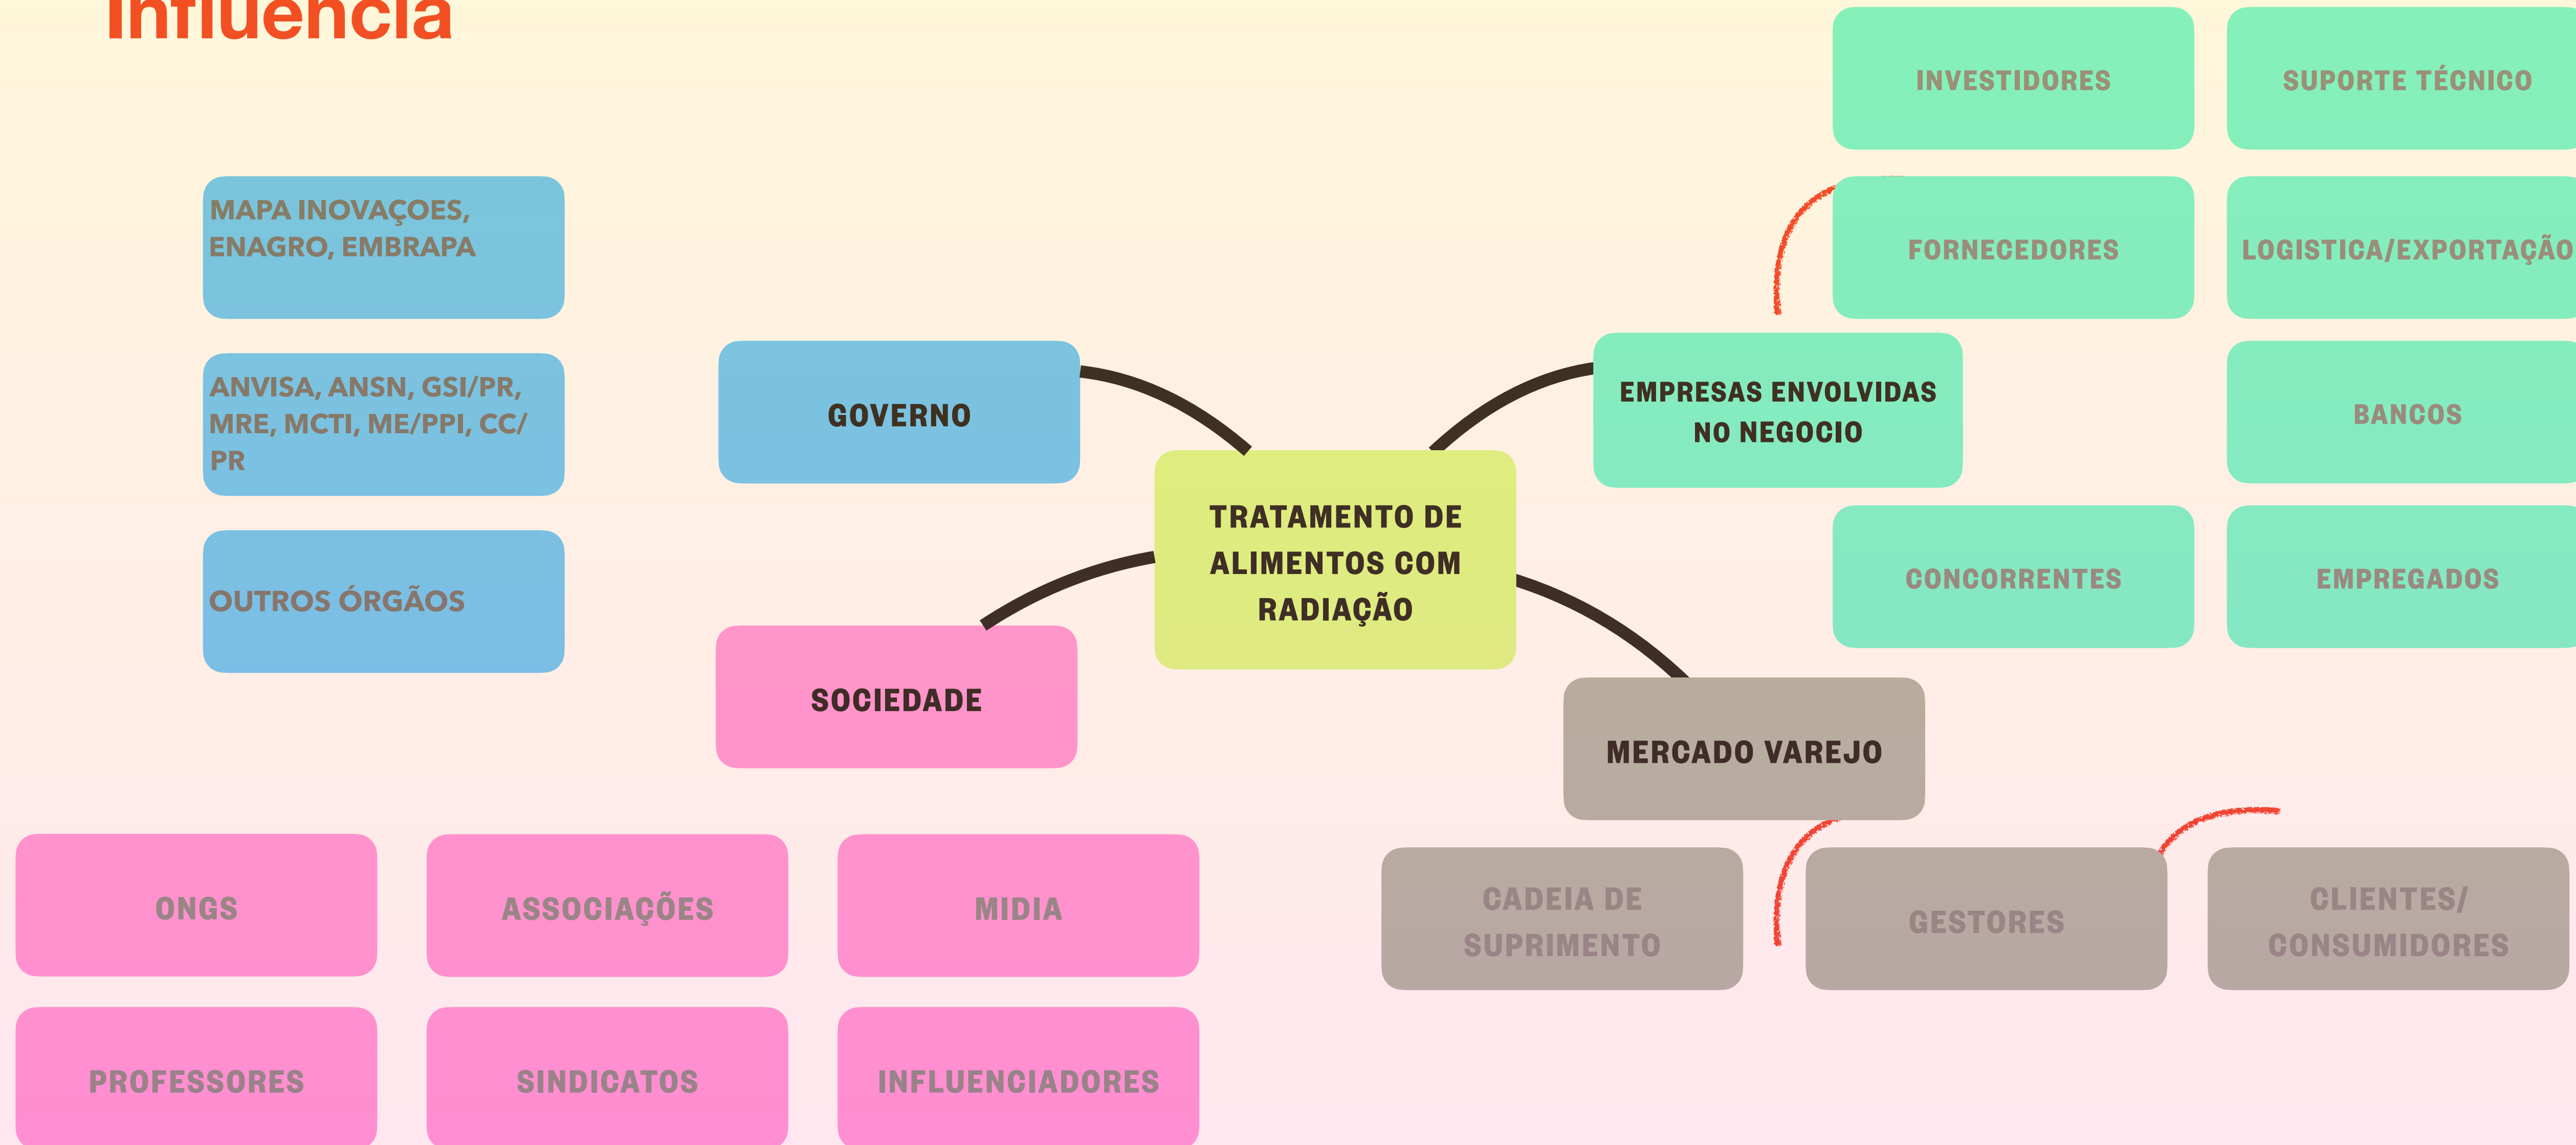 Influência
INVESTIDORES
SUPORTE TÉCNICO
MAPA INOVAÇOES,
ENAGRO, EMBRAPA
FORNECEDORES
LOGISTICA/EXPORTAÇÃO
ANVISA, ANSN, GSI/PR,
MRE, MCTI, ME/PPI, CC/
PR
GOVERNO
EMPRESAS ENVOLVIDAS
NO NEGOCIO
BANCOS
TRATAMENTO DE
ALIMENTOS COM
RADIAÇÃO
OUTROS ÓRGÃOS
CONCORRENTES
EMPREGADOS
SOCIEDADE
MERCADO VAREJO
ONGS
ASSOCIAÇÕES
MIDIA
CADEIA DE
SUPRIMENTO
GESTORES
CLIENTES/
CONSUMIDORES
PROFESSORES
SINDICATOS
INFLUENCIADORES